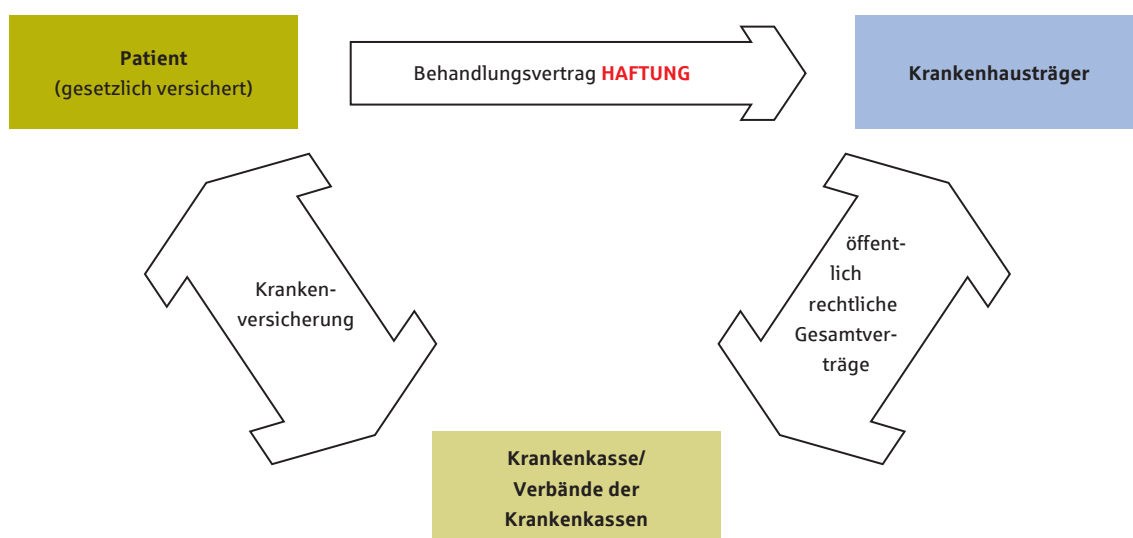 Patient
(gesetzlich versichert)
Behandlungsvertrag HAFTUNG
Krankenhausträger
Kranken-
versicherung
öffent-
lich
rechtliche
Gesamtver-
träge
Krankenkasse/
Verbände der
Krankenkassen